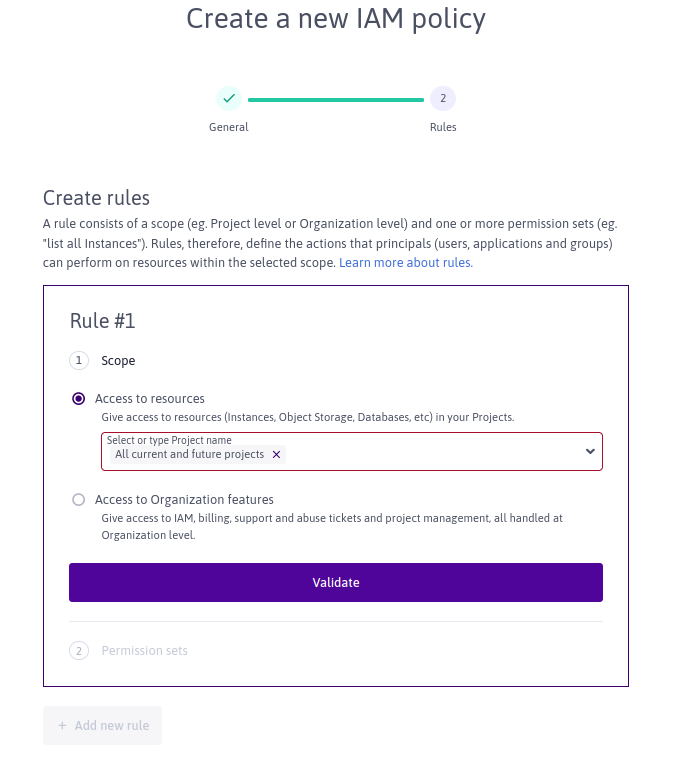 Create a new IAM policy
2
General
Rules
Create rules
A rule consists of a scope (eg. Project level or Organization level) and one or more permission sets (eg.
"list all Instances"). Rules, therefore, define the actions that principals (users, applications and groups)
can perform on resources within the selected scope. Learn more about rules.
Rule #1
1 Scope
Access to resources
Give access to resources (Instances, Object Storage, Databases, etc) in your Projects.
Select or type Project name
All current and future projects
Access to Organization features
Give access to IAM, billing, support and abuse tickets and project management, all handled at
Organization level.
Validate
2 Permission sets
+ Add new rule